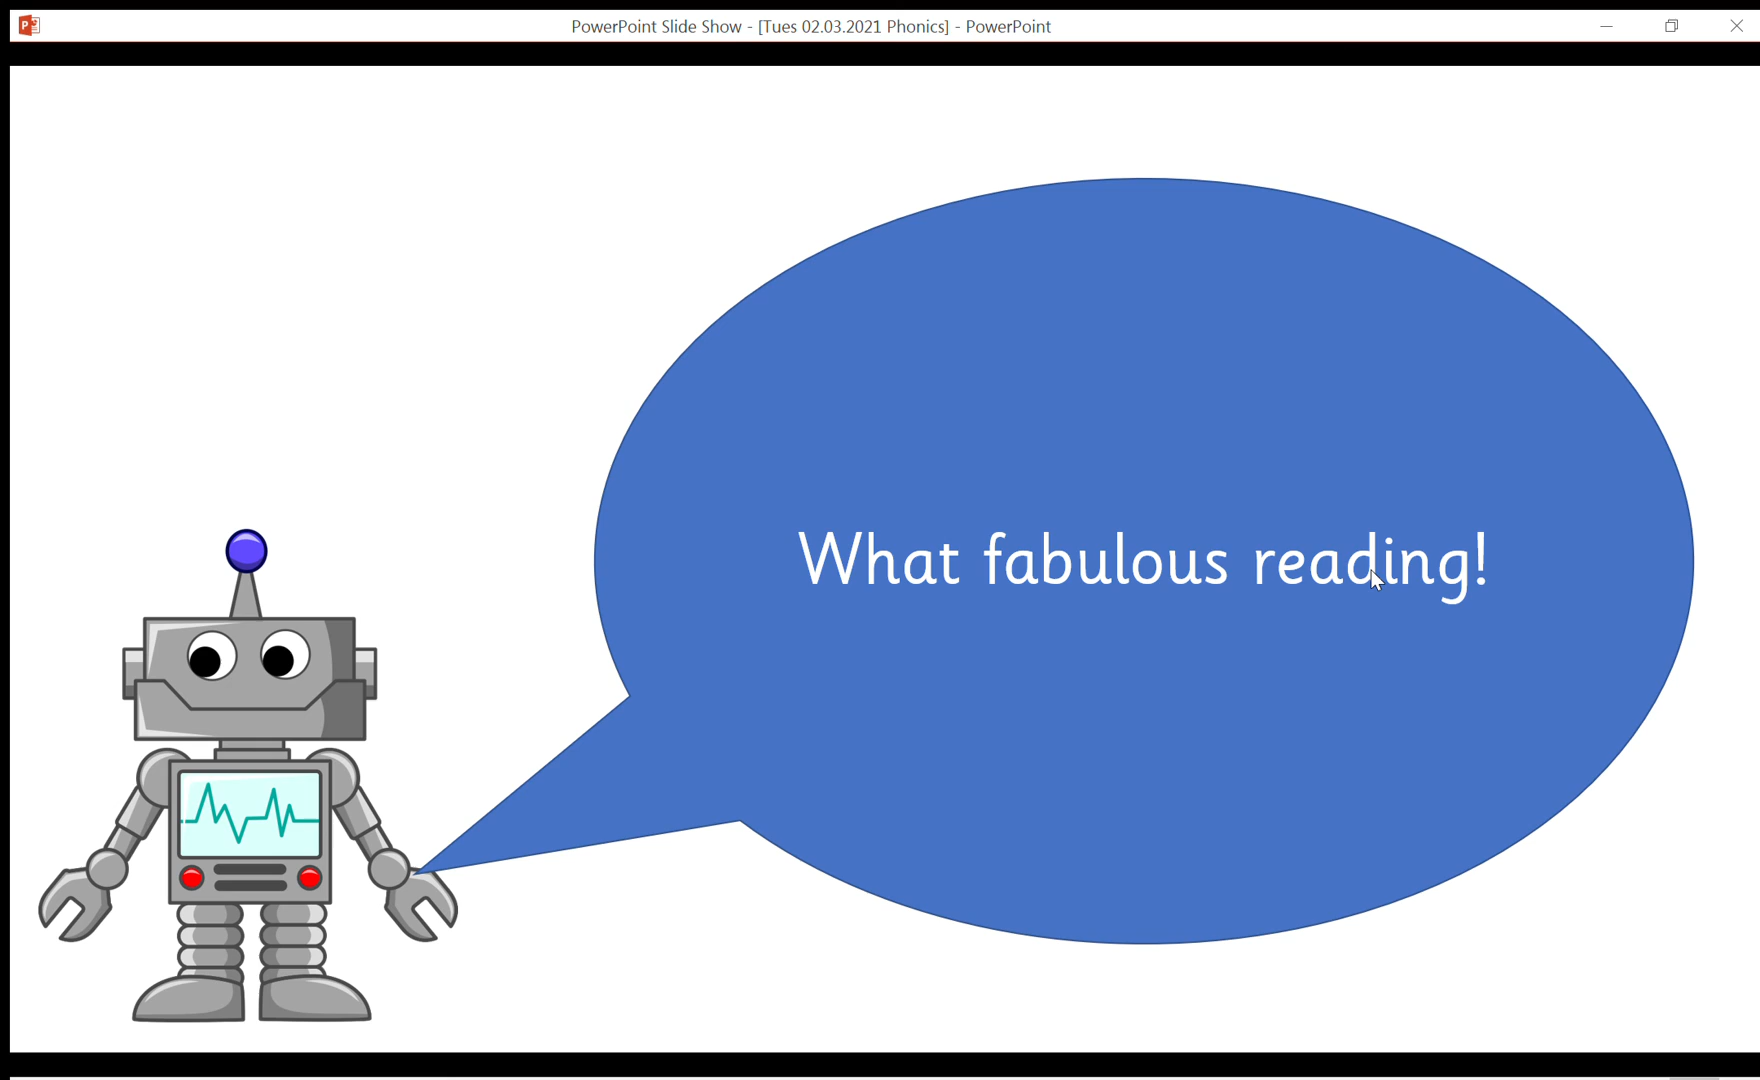 PowerPoint Slide Show - [Tues 02.03.2021 Phonics] - PowerPoint
What fabulous reading!